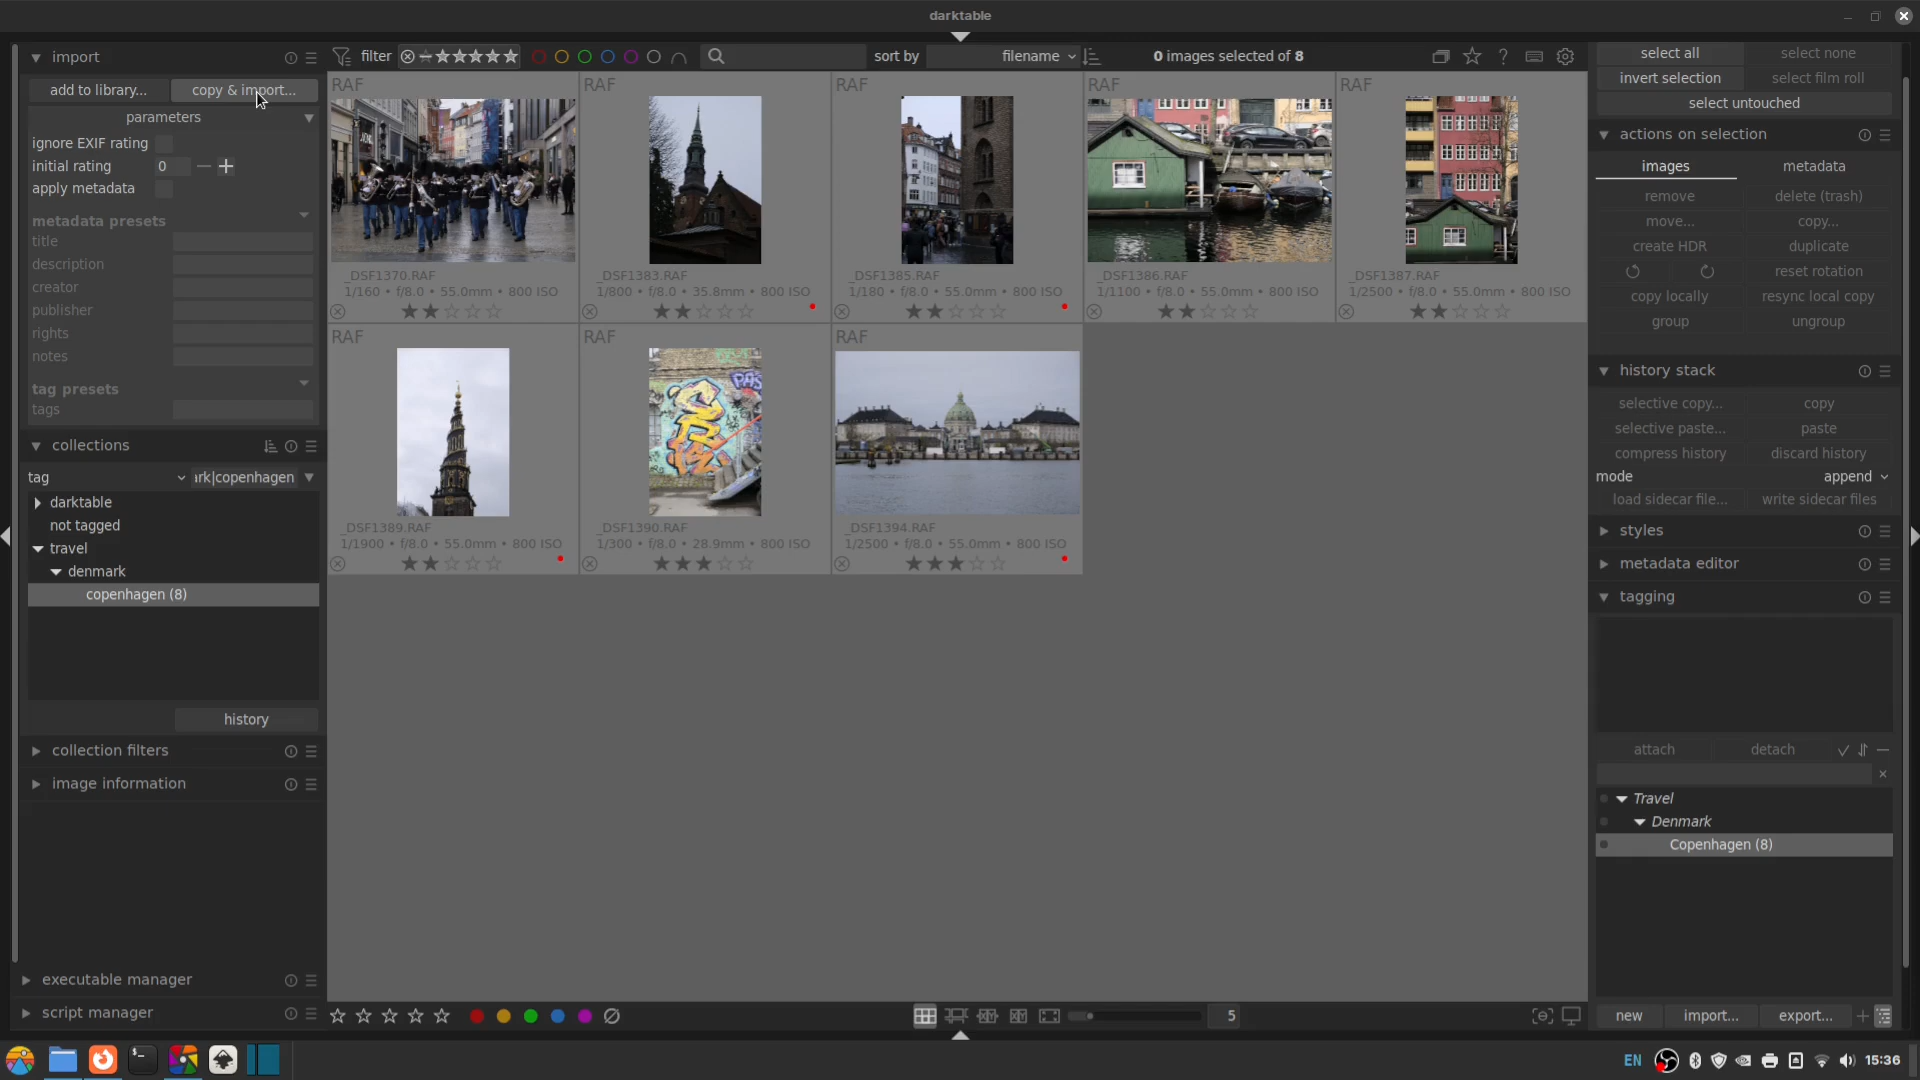 darktable
import
add to library...
copy & import...
parameters
ignore EXIF rating
initial rating 0
apply metadata
metadata presets
title
description
creator
publisher
rights
notes
tag presets
tags
collections
tag ırk|copenhagen
darktable
not tagged
travel
denmark
copenhagen (8)
history
collection filters
image information
executable manager
script manager
filter
sort by filename
0 images selected of 8
RAF
_DSF1370.RAF
1/160 • f/8.0 • 55.0mm • 800 ISO
RAF
_DSF1383.RAF
1/800 • f/8.0 • 35.8mm • 800 ISO
RAF
_DSF1385.RAF
1/180 • f/8.0 • 55.0mm • 800 ISO
RAF
_DSF1386.RAF
1/1100 • f/8.0 • 55.0mm • 800 ISO
RAF
_DSF1387.RAF
1/2500 • f/8.0 • 55.0mm • 800 ISO
RAF
_DSF1389.RAF
1/1900 • f/8.0 • 55.0mm • 800 ISO
RAF
PAS
_DSF1390.RAF
1/300 • f/8.0 • 28.9mm • 800 ISO
RAF
_DSF1394.RAF
1/2500 • f/8.0 • 55.0mm • 800 ISO
5
select all
select none
invert selection
select film roll
select untouched
actions on selection
images
metadata
remove
delete (trash)
move...
copy...
create HDR
duplicate
reset rotation
copy locally
resync local copy
group
ungroup
history stack
selective copy...
copy
selective paste...
paste
compress history
discard history
mode append
load sidecar file...
write sidecar files
styles
metadata editor
tagging
attach
detach
Travel
Denmark
Copenhagen (8)
new
import...
export...
EN
15:36